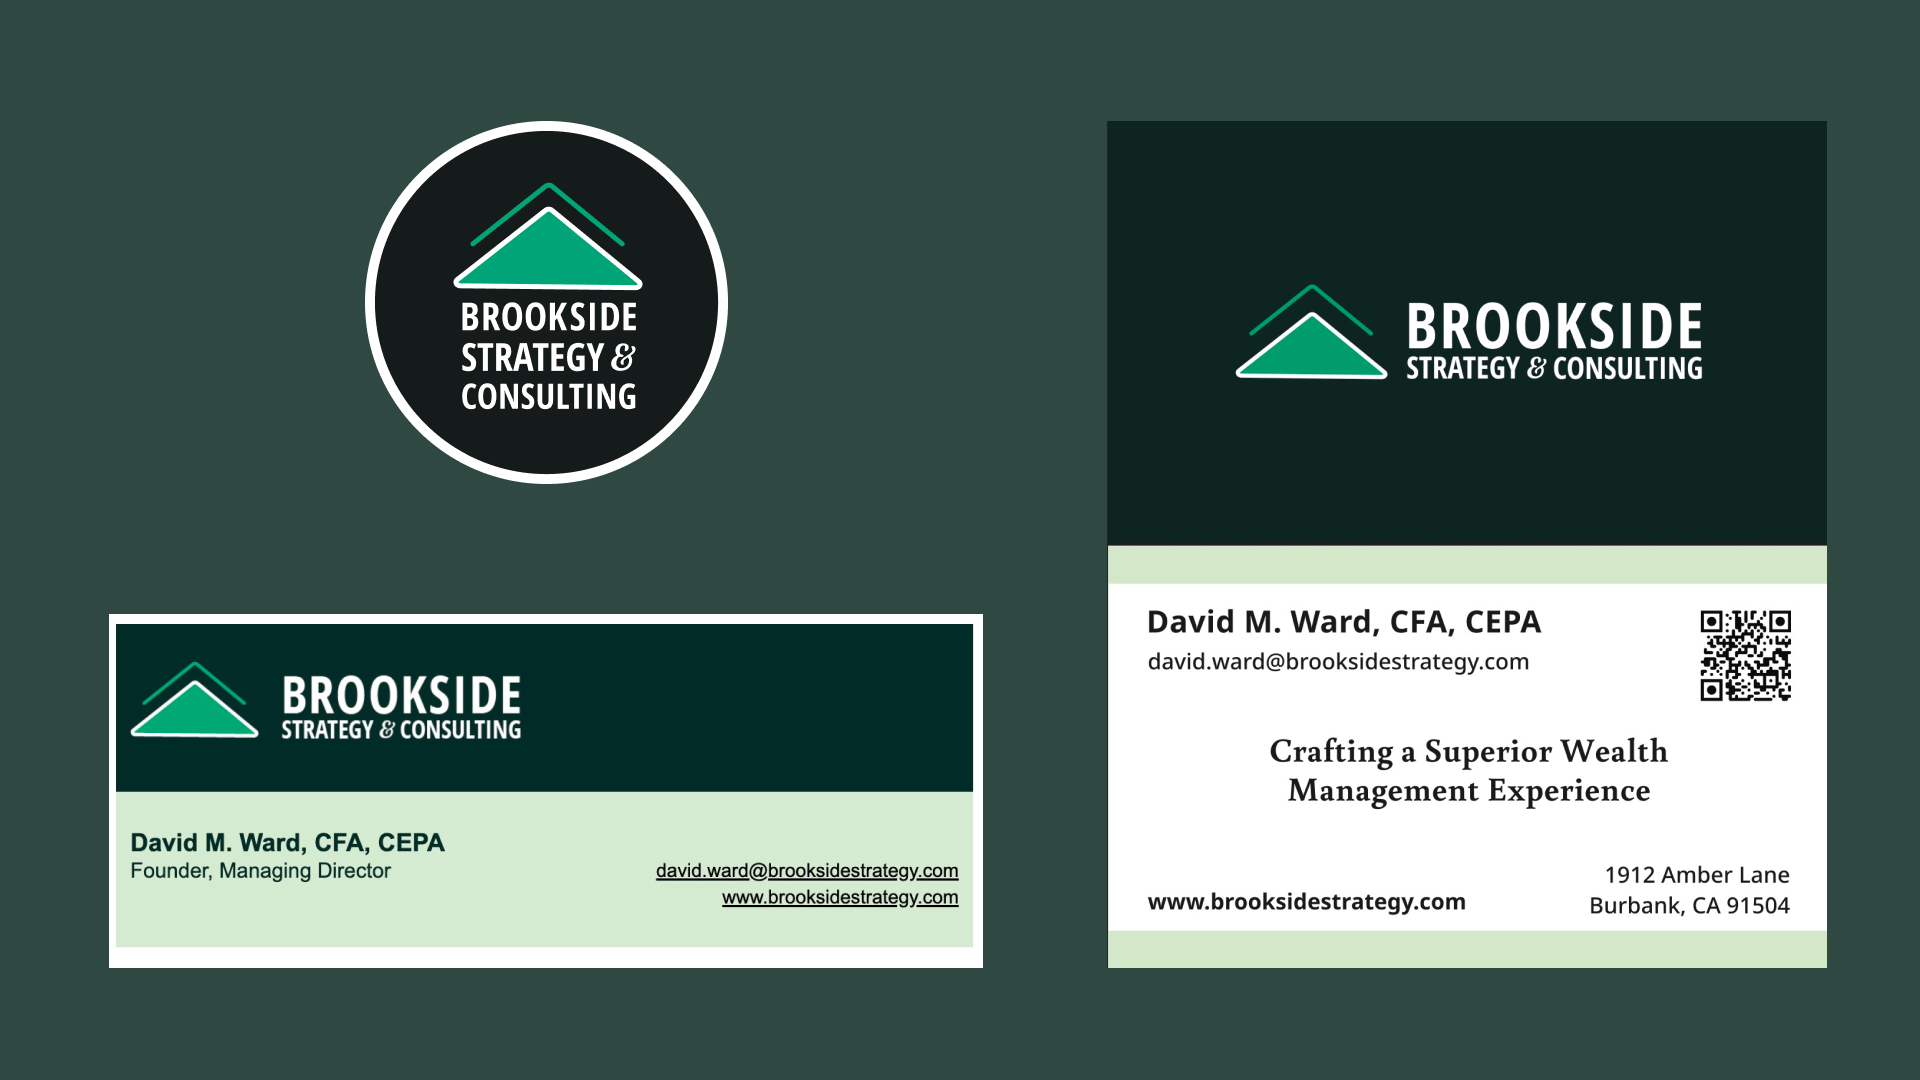 BROOKSIDE
STRATEGY &
CONSULTING
BROOKSIDE
STRATEGY & CONSULTING
David M. Ward, CFA, CEPA
Founder, Managing Director
david.ward@brooksidestrategy.com
www.brooksidestrategy.com
BROOKSIDE
STRATEGY & CONSULTING
David M. Ward, CFA, CEPA
david.ward@brooksidestrategy.com
Crafting a Superior Wealth
Management Experience
www.brooksidestrategy.com
1912 Amber Lane
Burbank, CA 91504